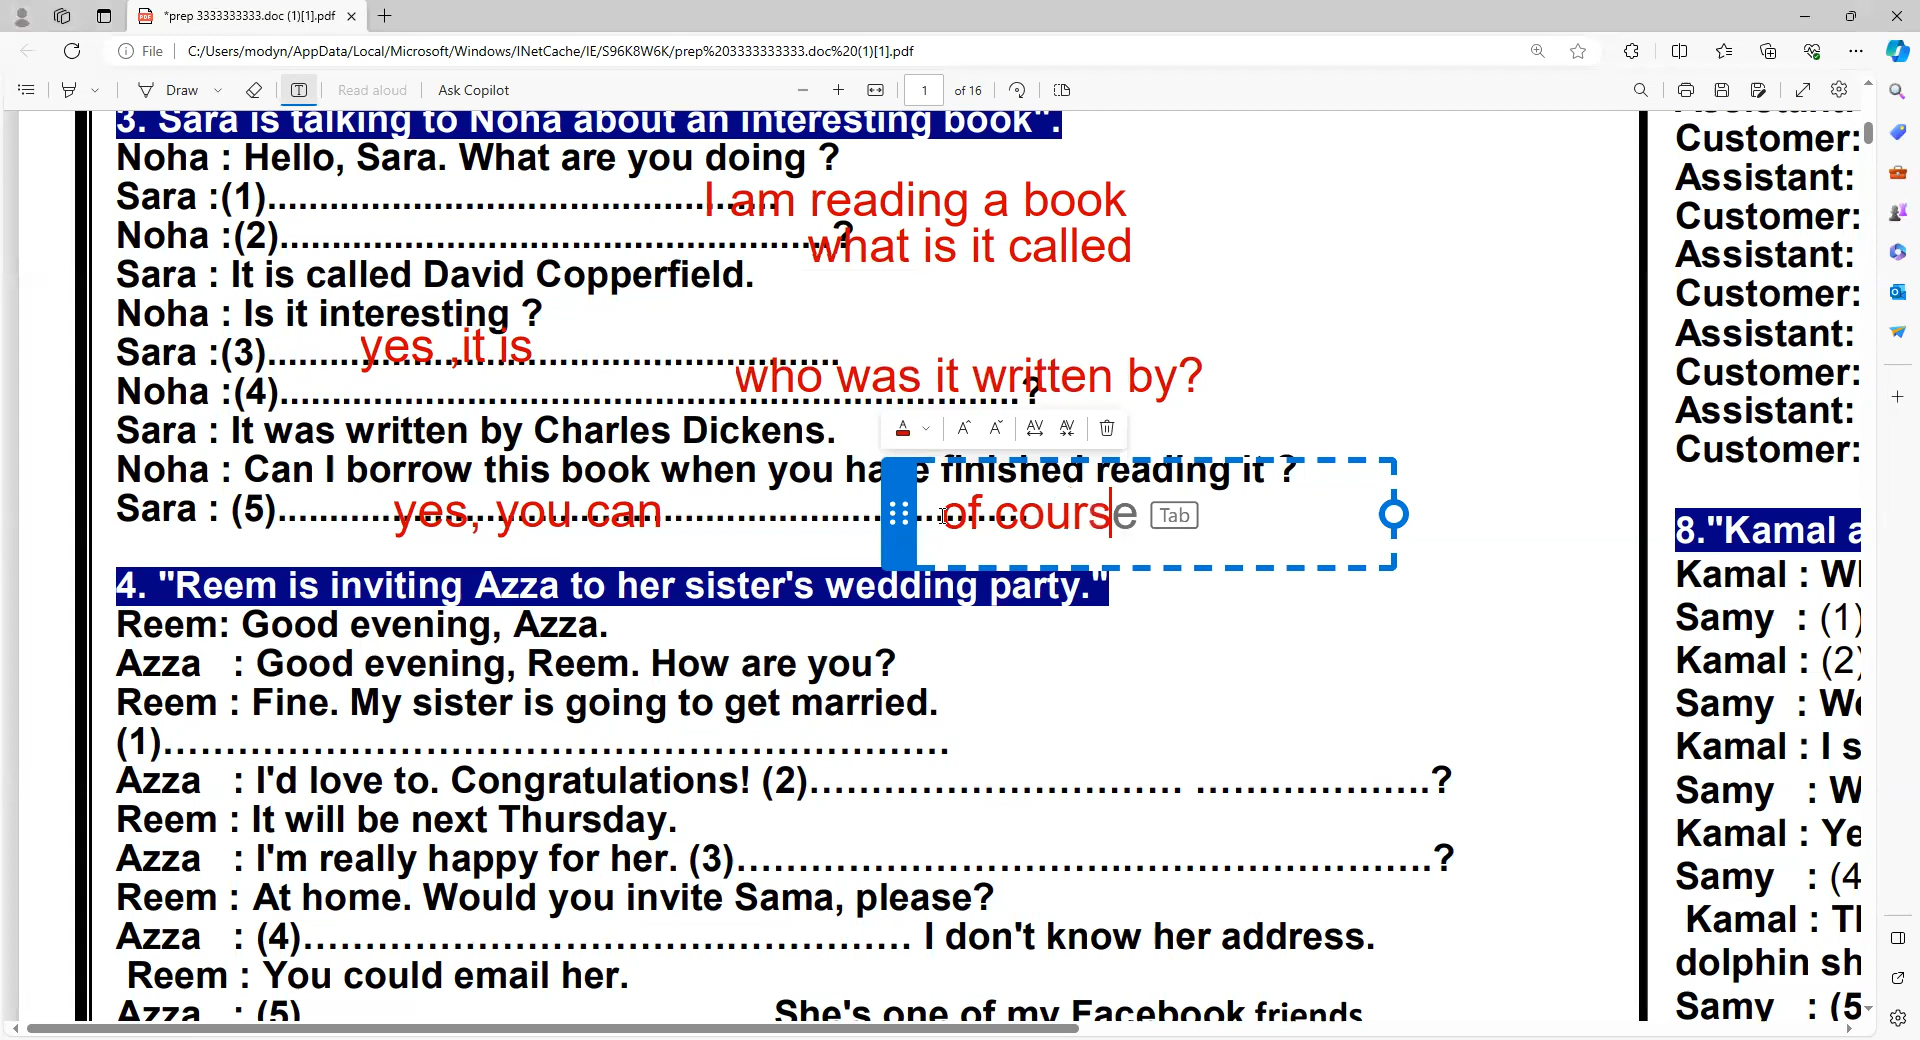 *prep 3333333333.doc (1)[1].pdf
File
C:/Users/modyn/AppData/Local/Microsoft/Windows/INetCache/IE/S96K8W6K/prep%203333333333.doc%20(1)[1].pdf
Draw
Read aloud
Ask Copilot
1 of 16
3. Sara is talking to Noha about an interesting book".
Noha : Hello, Sara. What are you doing ?
Sara :(1)................................................
I am reading a book
Noha :(2)....................................................?
what is it called
Sara : It is called David Copperfield.
Noha : Is it interesting ?
Sara :(3).......................................................
yes ,it is
Noha :(4).......................................................................?
who was it written by?
Sara : It was written by Charles Dickens.
Noha : Can I borrow this book when you have finished reading it ?
Sara : (5)........................................................................
yes, you can
of course
Tab
4. "Reem is inviting Azza to her sister's wedding party."
Reem: Good evening, Azza.
Azza : Good evening, Reem. How are you?
Reem : Fine. My sister is going to get married.
(1)...............................................................
Azza : I'd love to. Congratulations! (2).............................. ...................?
Reem : It will be next Thursday.
Azza : I'm really happy for her. (3)........................................................?
Reem : At home. Would you invite Sama, please?
Azza : (4)................................................. I don't know her address.
Reem : You could email her.
Azza : (5) She's one of my Facebook friends
Customer:
Assistant:
Customer:
Assistant:
Customer:
Assistant:
Customer:
Assistant:
Customer:
8."Kamal a
Kamal : W
Samy : (1)
Kamal : (2)
Samy : We
Kamal : I s
Samy : W
Kamal : Ye
Samy : (4
Kamal : T
dolphin sh
Samy : (5